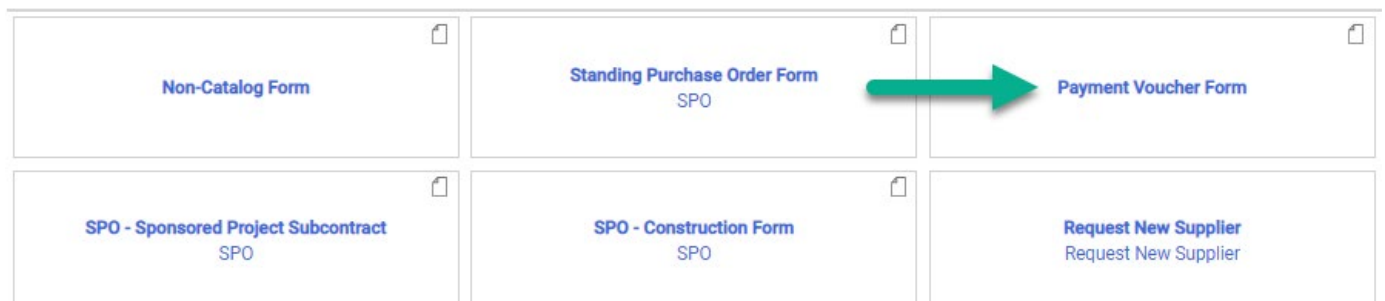 Non-Catalog Form
Standing Purchase Order Form
SPO
Payment Voucher Form
SPO - Sponsored Project Subcontract
SPO
SPO - Construction Form
SPO
Request New Supplier
Request New Supplier